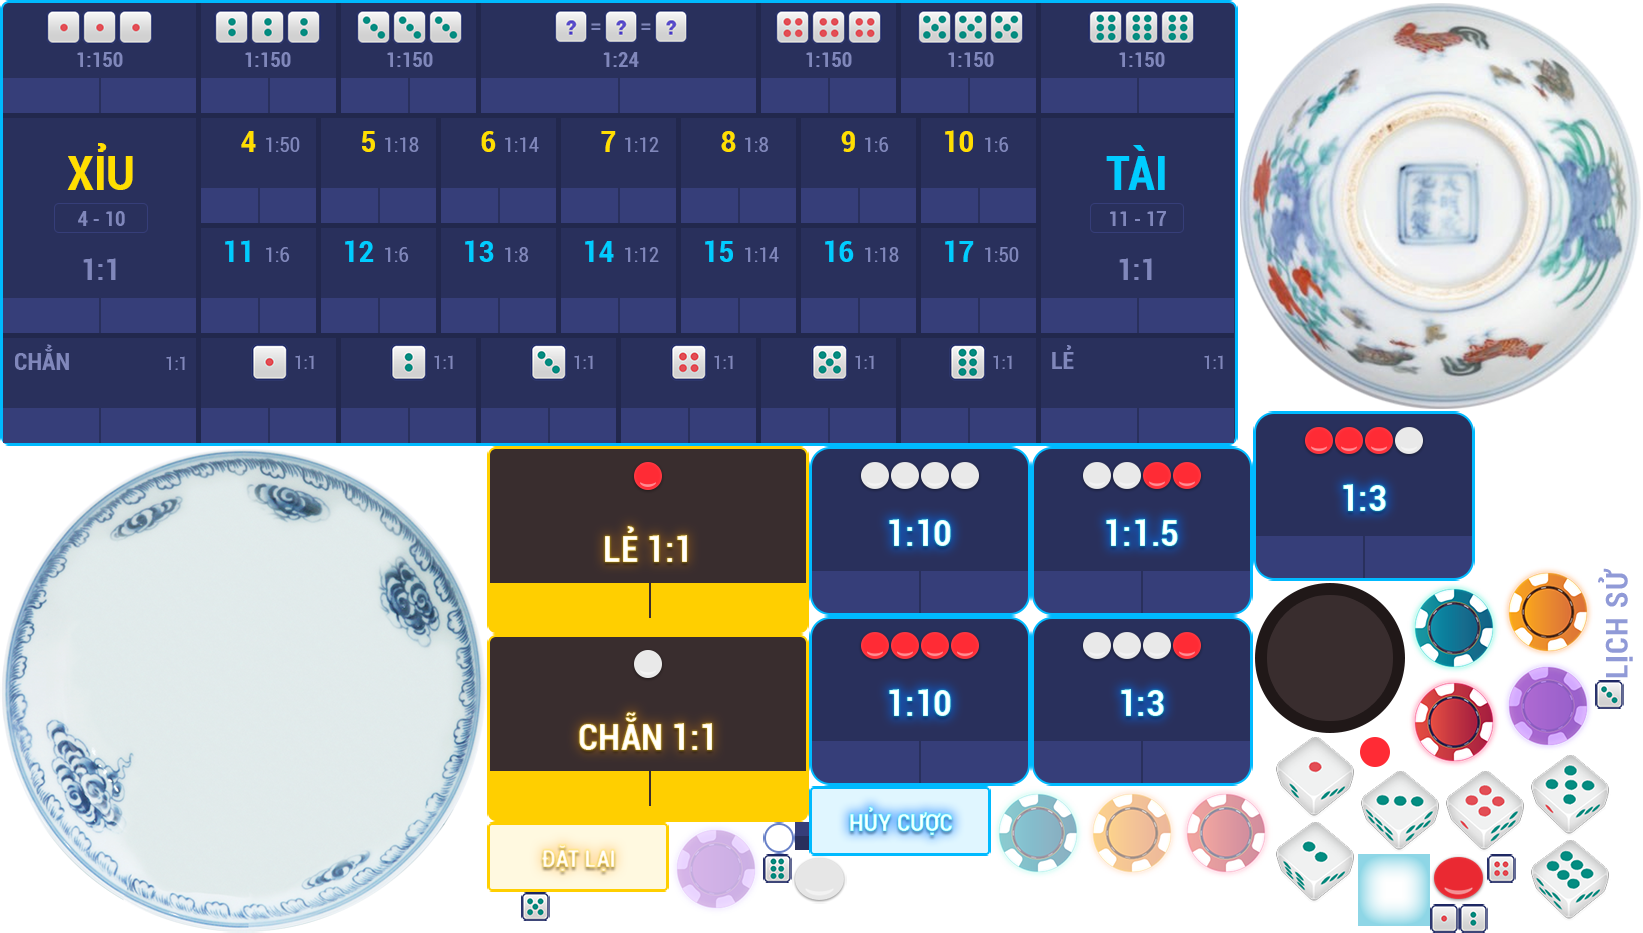 ? = ? = ?
1:150 1:150 1:150 1:24 1:150 1:150 1:150
XỈU
4 - 10
1:1
4 1:50 5 1:18 6 1:14 7 1:12 8 1:8 9 1:6 10 1:6
11 1:6 12 1:6 13 1:8 14 1:12 15 1:14 16 1:18 17 1:50
TÀI
11 - 17
1:1
CHẴN 1:1 1:1 1:1 1:1 1:1 1:1 1:1 LẺ 1:1
LẺ 1:1
CHẴN 1:1
1:10
1:1.5
1:3
1:10
1:3
ĐẶT LẠI
HỦY CƯỢC
LỊCH SỬ